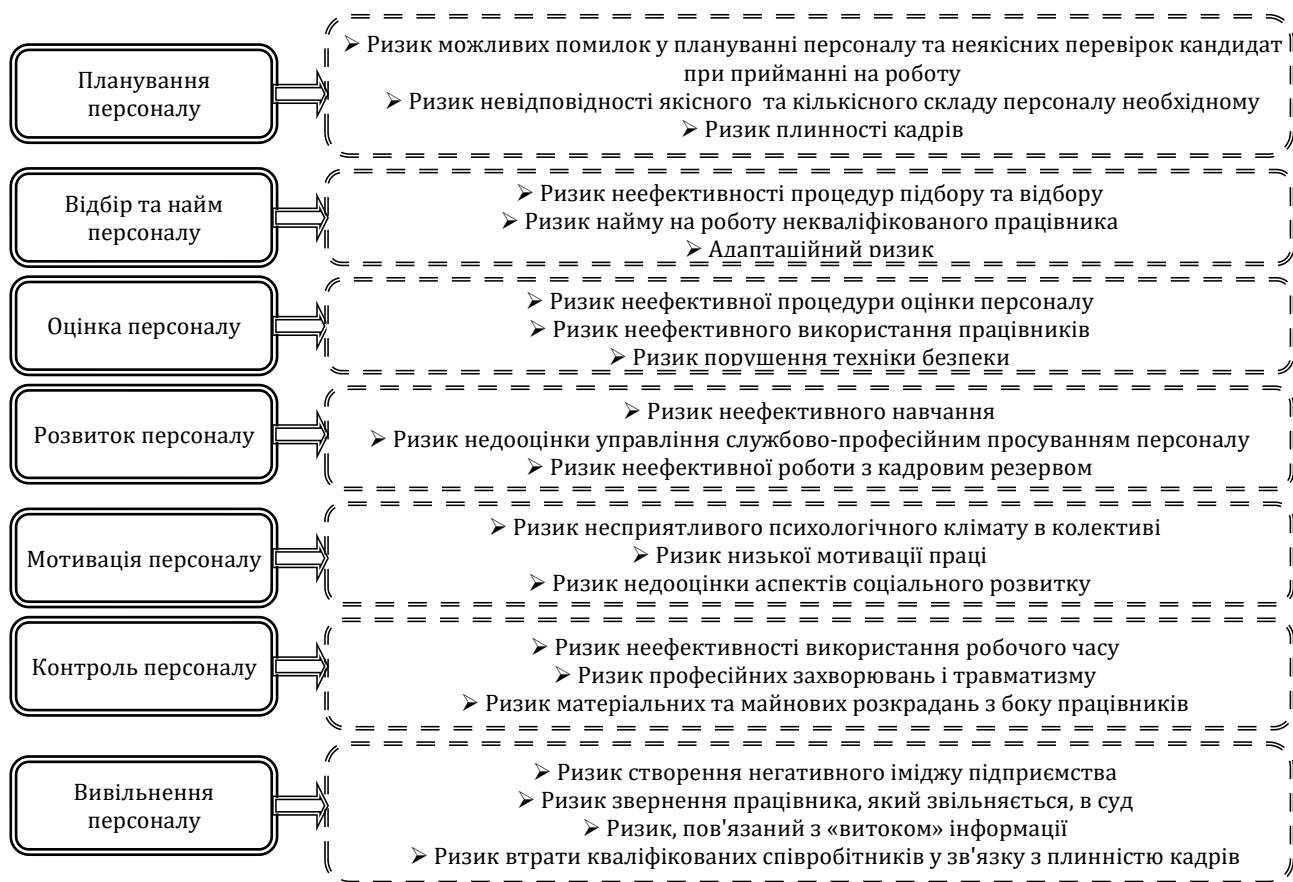 Планування
персоналу
➢ Ризик можливих помилок у плануванні персоналу та неякісних перевірок кандидат
при прийманні на роботу
➢ Ризик невідповідності якісного та кількісного складу персоналу необхідному
➢ Ризик плинності кадрів
Відбір та найм
персоналу
➢ Ризик неефективності процедур підбору та відбору
➢ Ризик найму на роботу некваліфікованого працівника
➢ Адаптаційний ризик
Оцінка персоналу
➢ Ризик неефективної процедури оцінки персоналу
➢ Ризик неефективного використання працівників
➢ Ризик порушення техніки безпеки
Розвиток персоналу
➢ Ризик неефективного навчання
➢ Ризик недооцінки управління службово-професійним просуванням персоналу
➢ Ризик неефективної роботи з кадровим резервом
Мотивація персоналу
➢ Ризик несприятливого психологічного клімату в колективі
➢ Ризик низької мотивації праці
➢ Ризик недооцінки аспектів соціального розвитку
Контроль персоналу
➢ Ризик неефективності використання робочого часу
➢ Ризик професійних захворювань і травматизму
➢ Ризик матеріальних та майнових розкрадань з боку працівників
Вивільнення
персоналу
➢ Ризик створення негативного іміджу підприємства
➢ Ризик звернення працівника, який звільняється, в суд
➢ Ризик, пов'язаний з «витоком» інформації
➢ Ризик втрати кваліфікованих співробітників у зв'язку з плинністю кадрів